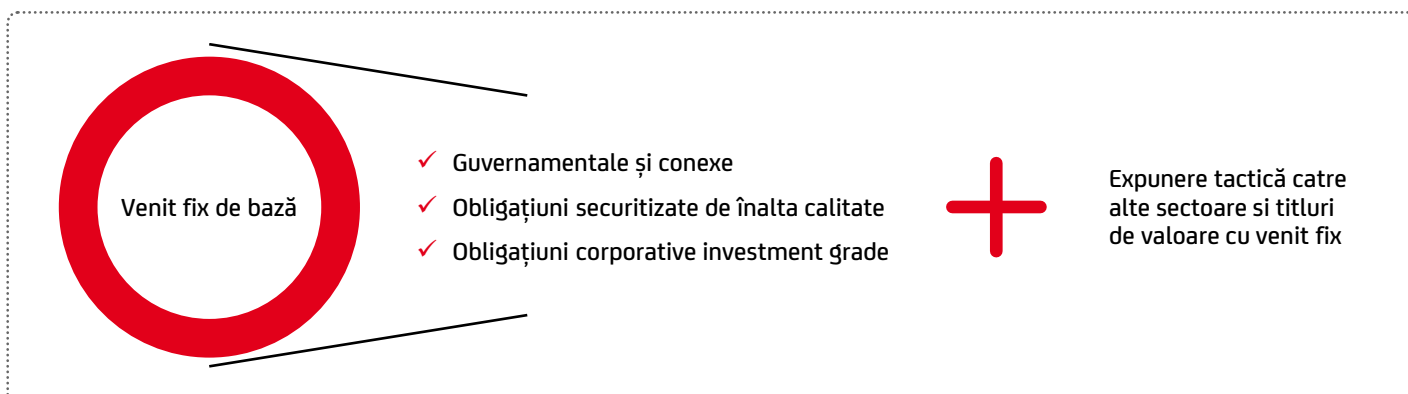 Venit fix de bază
Guvernamentale și conexe
Obligațiuni securitizate de înalta calitate
Obligațiuni corporative investment grade
Expunere tactică catre
alte sectoare si titluri
de valoare cu venit fix